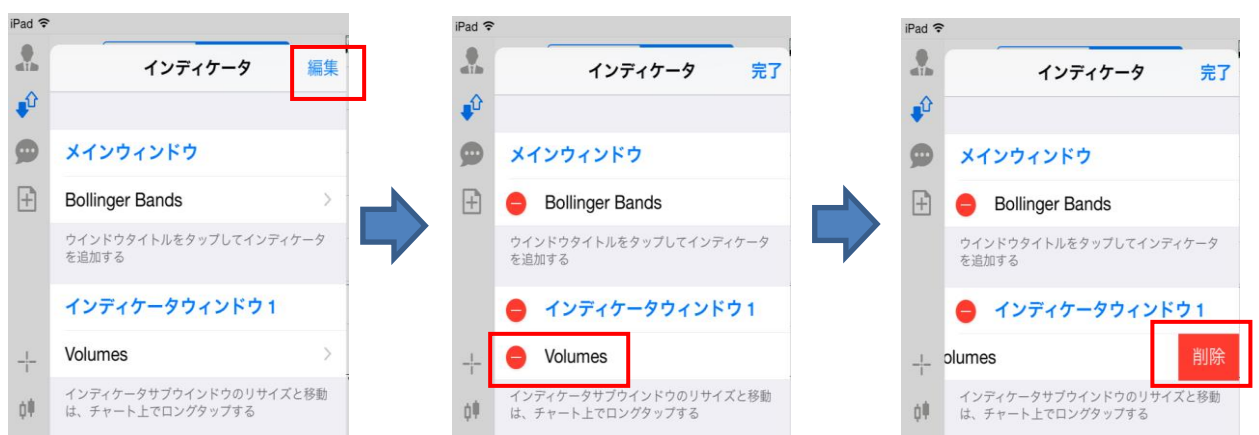 iPad
インディケータ 編集
メインウィンドウ
Bollinger Bands
ウインドウタイトルをタップしてインディケータ
を追加する
インディケータウィンドウ 1
Volumes
インディケータサブウインドウのリサイズと移動
は、チャート上でロングタップする
iPad
インディケータ 完了
メインウィンドウ
Bollinger Bands
ウインドウタイトルをタップしてインディケータ
を追加する
インディケータウィンドウ 1
Volumes
インディケータサブウインドウのリサイズと移動
は、チャート上でロングタップする
iPad
インディケータ 完了
メインウィンドウ
Bollinger Bands
ウインドウタイトルをタップしてインディケータ
を追加する
インディケータウィンドウ 1
olumes 削除
インディケータサブウインドウのリサイズと移動
は、チャート上でロングタップする